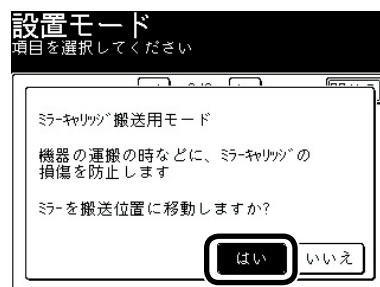 設置モード
項目を選択してください
ﾐﾗｰｷｬﾘｯｼﾞ搬送用モード
機器の運搬の時などに、ﾐﾗｰｷｬﾘｯｼﾞの
損傷を防止します
ﾐﾗｰを搬送位置に移動しますか?
はい
いいえ